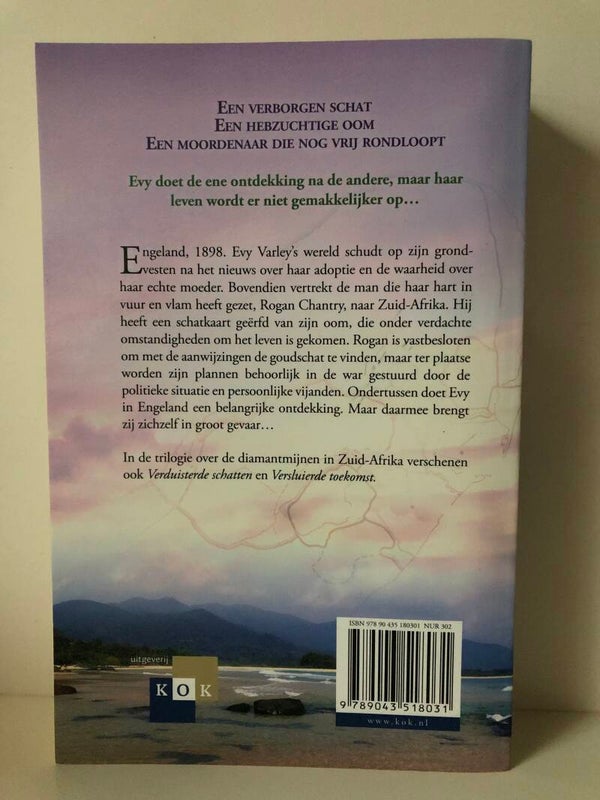 EEN VERBORGEN SCHAT
EEN HEBZUCHTIGE OOM
EEN MOORDENAAR DIE NOG VRIJ RONDLOOPT
Evy doet de ene ontdekking na de andere, maar haar
leven wordt er niet gemakkelijker op…
Engeland, 1898. Evy Varley's wereld schudt op zijn grond-
vesten na het nieuws over haar adoptie en de waarheid over
haar echte moeder. Bovendien vertrekt de man die haar hart in
vuur en vlam heeft gezet, Rogan Chantry, naar Zuid-Afrika. Hij
heeft een schatkaart geërfd van zijn oom, die onder verdachte
omstandigheden om het leven is gekomen. Rogan is vastbesloten
om met de aanwijzingen de goudschat te vinden, maar ter plaatse
worden zijn plannen behoorlijk in de war gestuurd door de
politieke situatie en persoonlijke vijanden. Ondertussen doet Evy
in Engeland een belangrijke ontdekking. Maar daarmee brengt
zij zichzelf in groot gevaar…
In de trilogie over de diamantmijnen in Zuid-Afrika verschenen
ook Verduisterde schatten en Versluierde toekomst.
ISBN 978 90 435 180301 NUR 302
uitgeverij
KOK
9 789043 518031
www.kok.nl